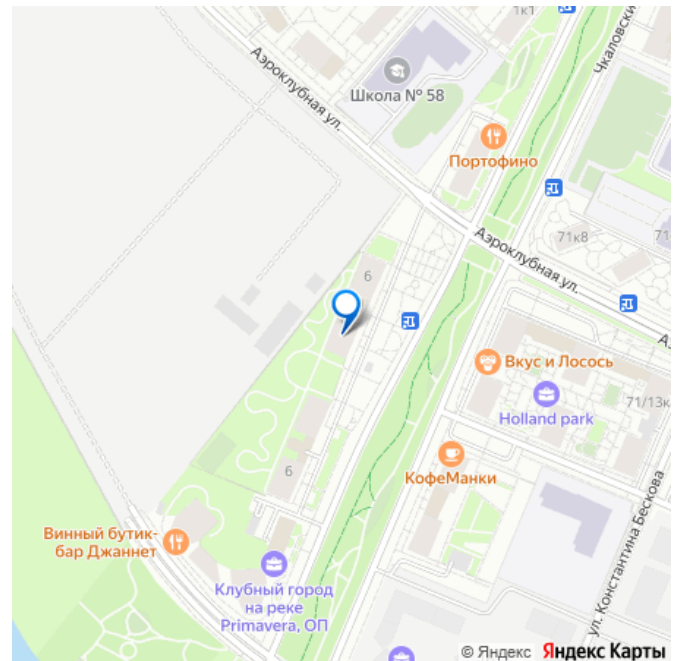 1к1
Чкаловски
Аэроклубная ул.
Школа № 58
Портофино
Аэроклубная ул.
71к8
71
6
А
Вкус и Лосось
Holland park
71/13к
КофеМанки
6
ул. Константина Бескова
Винный бутик-
бар Джаннет
Клубный город
на реке
Primavera, ОП
© Яндекс Яндекс Карты